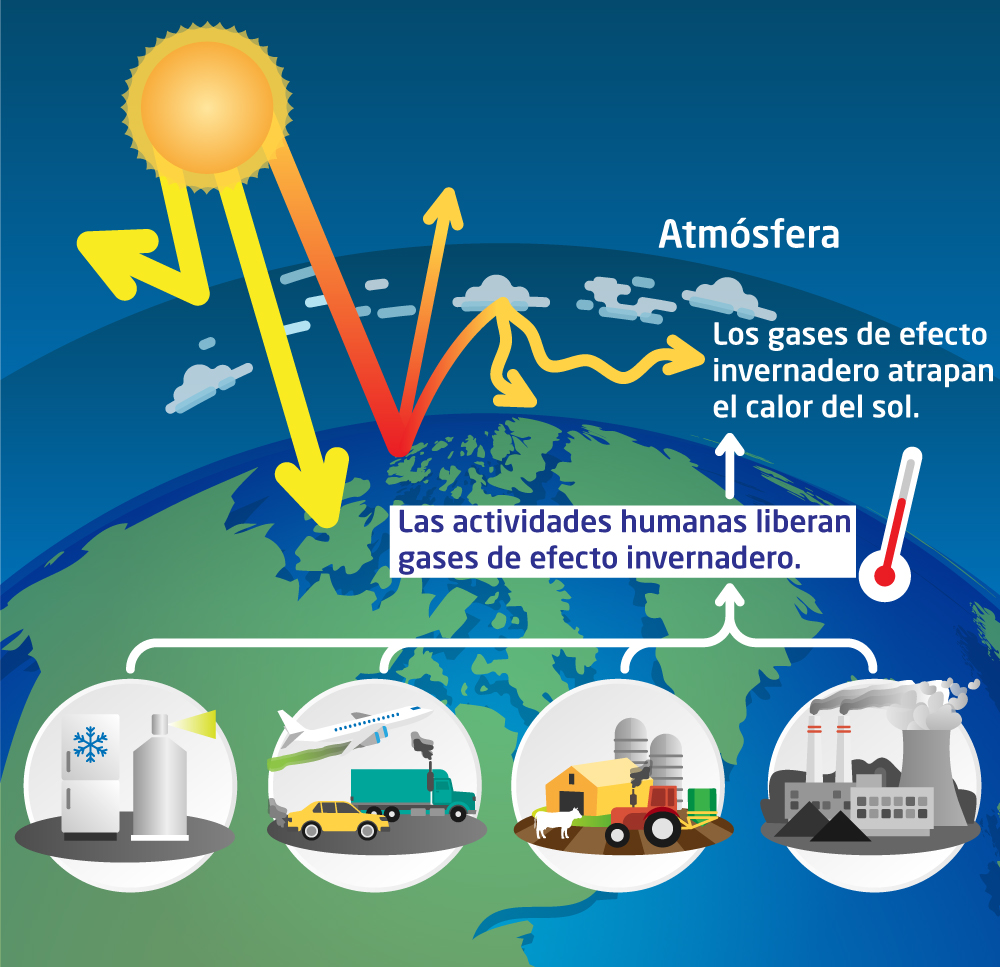 Atmósfera
Los gases de efecto
invernadero atrapan
el calor del sol.
Las actividades humanas liberan
gases de efecto invernadero.